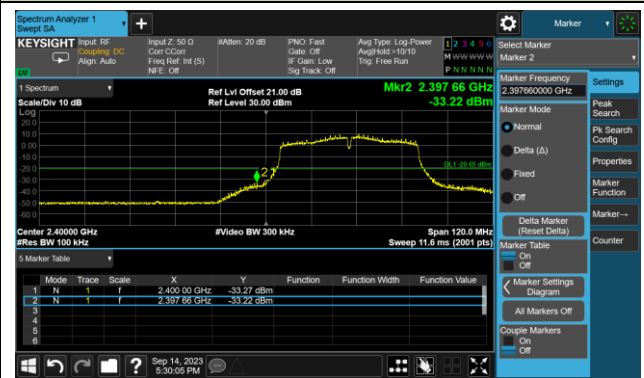 Spectrum Analyzer 1
Swept SA
Marker
KEYSIGHT
Input: RF
Coupling: DC
Align: Auto
Input Z: 50 Ω
Corr CCorr
Freq Ref: Int (S)
NFE: Off
#Atten: 20 dB
PNO: Fast
Gate: Off
IF Gain: Low
Sig Track: Off
Avg Type: Log-Power
Avg|Hold:>10/10
Trig: Free Run
1 2 3 4 5 6
M W W W W W
P N N N N N
Select Marker
Marker 2
1 Spectrum
Scale/Div 10 dB
Log
Ref Lvl Offset 21.00 dB
Ref Level 30.00 dBm
Mkr2 2.397 66 GHz
-33.22 dBm
20.0
10.0
0.00
-10.0
-20.0
-30.0
-40.0
-50.0
-60.0
2
DL1 -20.65 dBm
Center 2.40000 GHz
#Res BW 100 kHz
#Video BW 300 kHz
Span 120.0 MHz
Sweep 11.6 ms (2001 pts)
5 Marker Table
Mode Trace Scale X Y Function Function Width Function Value
1 N 1 f 2.400 00 GHz -33.27 dBm
2 N 1 f 2.397 66 GHz -33.22 dBm
3
4
5
6
Marker Frequency
2.397660000 GHz
Marker Mode
Normal
Delta (Δ)
Fixed
Off
Delta Marker
(Reset Delta)
Marker Table
On
Off
Marker Settings
Diagram
All Markers Off
Couple Markers
On
Off
Settings
Peak
Search
Pk Search
Config
Properties
Marker
Function
Marker→
Counter
Sep 14, 2023
5:30:05 PM